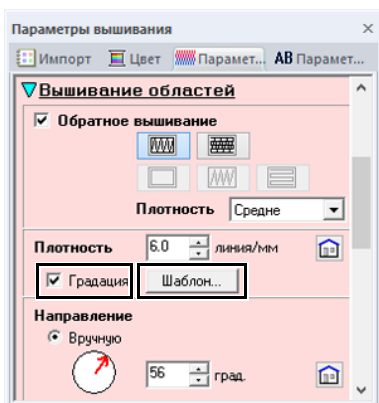 Параметры вышивания
Импорт Цвет Парамет... AB Парамет...
Вышивание областей
Обратное вышивание
Плотность Средне
Плотность 6.0 линия/мм
Градация Шаблон...
Направление
Вручную
56 град.